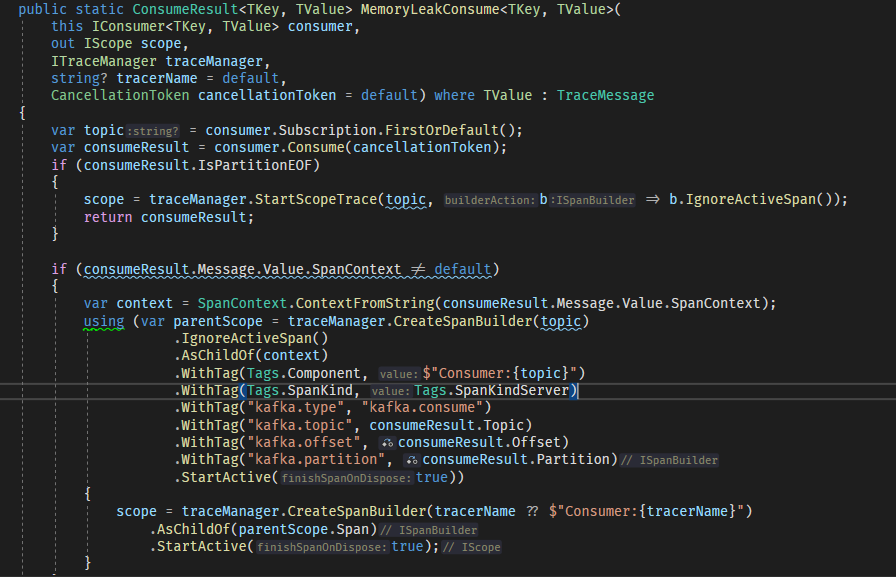 public static ConsumeResult<TKey, TValue> MemoryLeakConsume<TKey, TValue>(
this IConsumer<TKey, TValue> consumer,
out IScope scope,
ITraceManager traceManager,
string? tracerName = default,
CancellationToken cancellationToken = default) where TValue : TraceMessage
{
var topic :string? = consumer.Subscription.FirstOrDefault();
var consumeResult = consumer.Consume(cancellationToken);
if (consumeResult.IsPartitionEOF)
{
scope = traceManager.StartScopeTrace(topic, builderAction: b :ISpanBuilder => b.IgnoreActiveSpan());
return consumeResult;
}
if (consumeResult.Message.Value.SpanContext ≠ default)
{
var context = SpanContext.ContextFromString(consumeResult.Message.Value.SpanContext);
using (var parentScope = traceManager.CreateSpanBuilder(topic)
.IgnoreActiveSpan()
.AsChildOf(context)
.WithTag(Tags.Component, value: $"Consumer:{topic}")
.WithTag(Tags.SpanKind, value: Tags.SpanKindServer)
.WithTag("kafka.type", "kafka.consume")
.WithTag("kafka.topic", consumeResult.Topic)
.WithTag("kafka.offset", consumeResult.Offset)
.WithTag("kafka.partition", consumeResult.Partition) // ISpanBuilder
.StartActive(finishSpanOnDispose: true))
{
scope = traceManager.CreateSpanBuilder(tracerName ?? $"Consumer:{tracerName}")
.AsChildOf(parentScope.Span) // ISpanBuilder
.StartActive(finishSpanOnDispose: true); // IScope
}